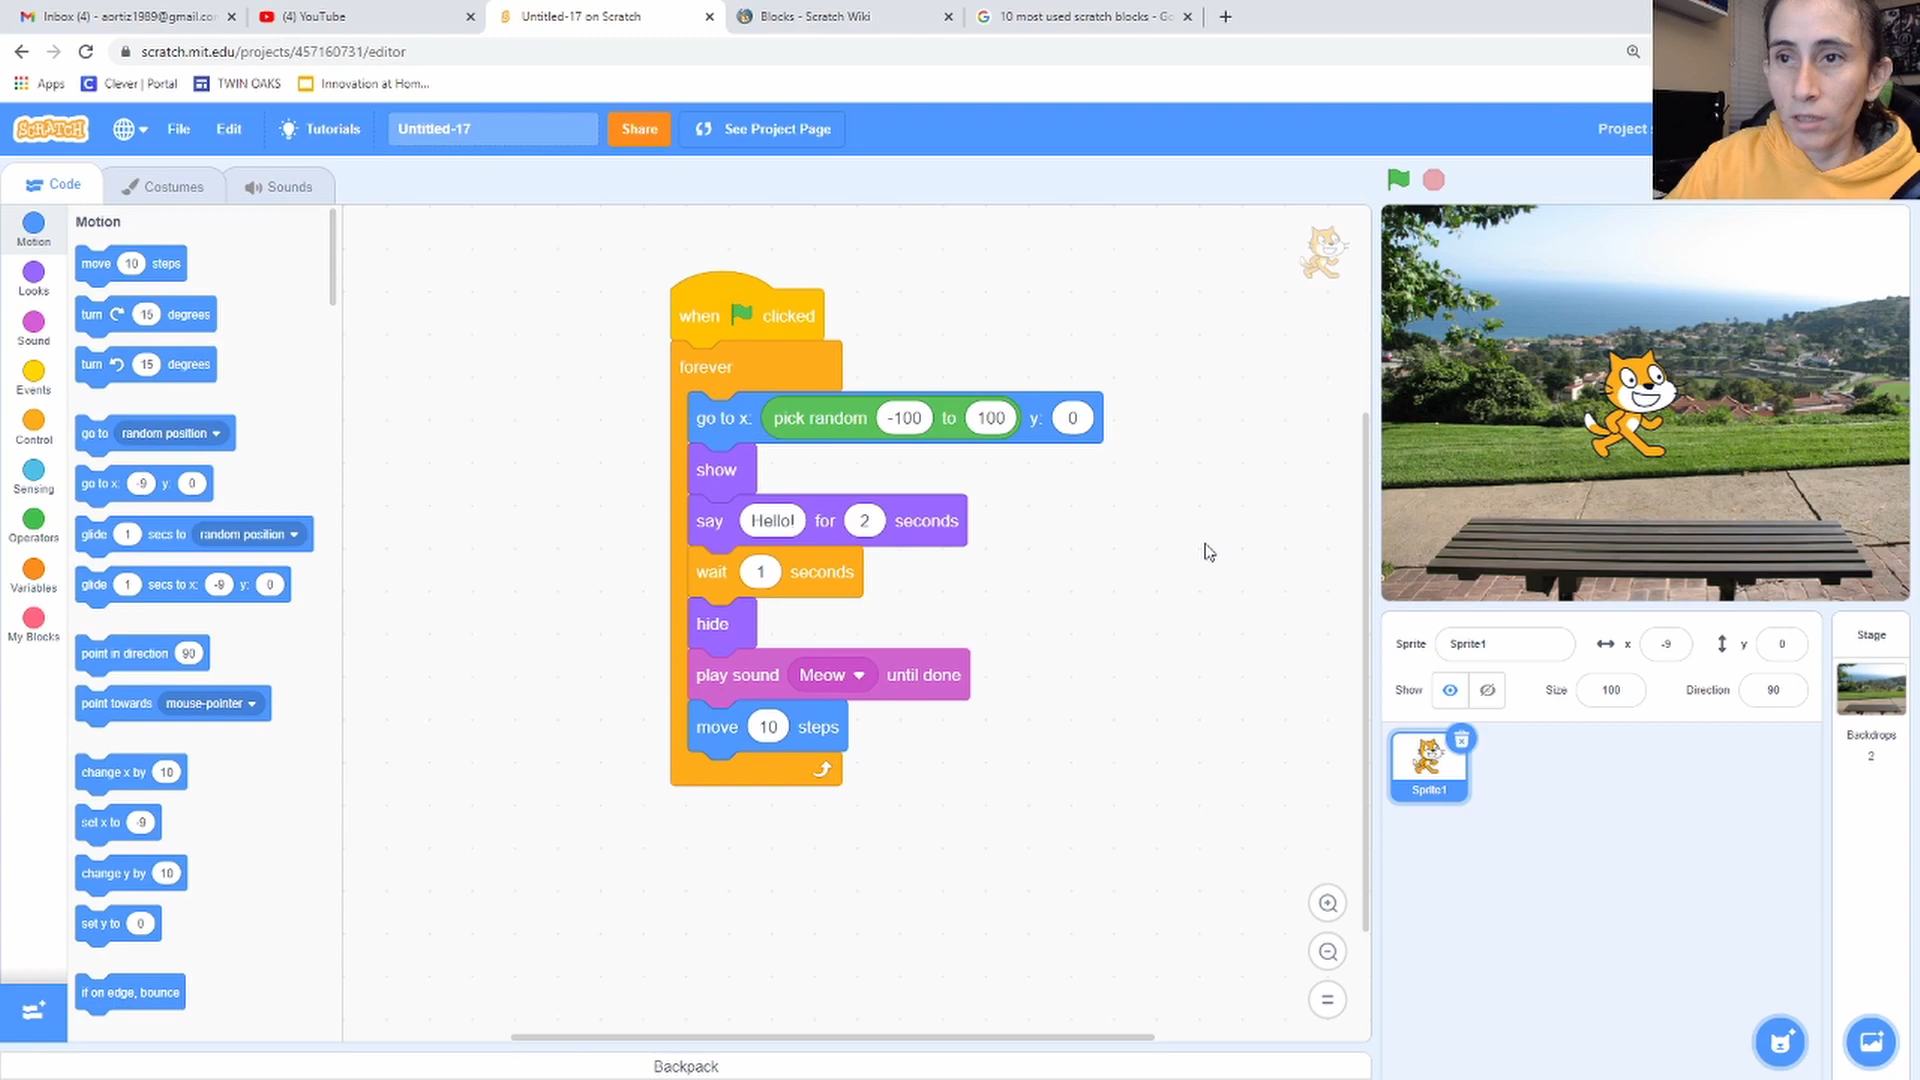 Inbox (4) - aortiz1989@gmail.co
(4) YouTube
Untitled-17 on Scratch
Blocks - Scratch Wiki
10 most used scratch blocks - Go
scratch.mit.edu/projects/457160731/editor
Apps
Clever | Portal
TWIN OAKS
Innovation at Hom...
SCRATCH
File
Edit
Tutorials
Untitled-17
Share
See Project Page
Project
Code
Costumes
Sounds
Motion
Looks
Sound
Events
Control
Sensing
Operators
Variables
My Blocks
Motion
move 10 steps
turn 15 degrees
turn 15 degrees
go to random position
go to x: -9 y: 0
glide 1 secs to random position
glide 1 secs to x: -9 y: 0
point in direction 90
point towards mouse-pointer
change x by 10
set x to -9
change y by 10
set y to 0
if on edge, bounce
when clicked
forever
go to x: pick random -100 to 100 y: 0
show
say Hello! for 2 seconds
wait 1 seconds
hide
play sound Meow until done
move 10 steps
Backpack
Sprite Sprite1 x -9 y 0
Show Size 100 Direction 90
Sprite1
Stage
Backdrops
2